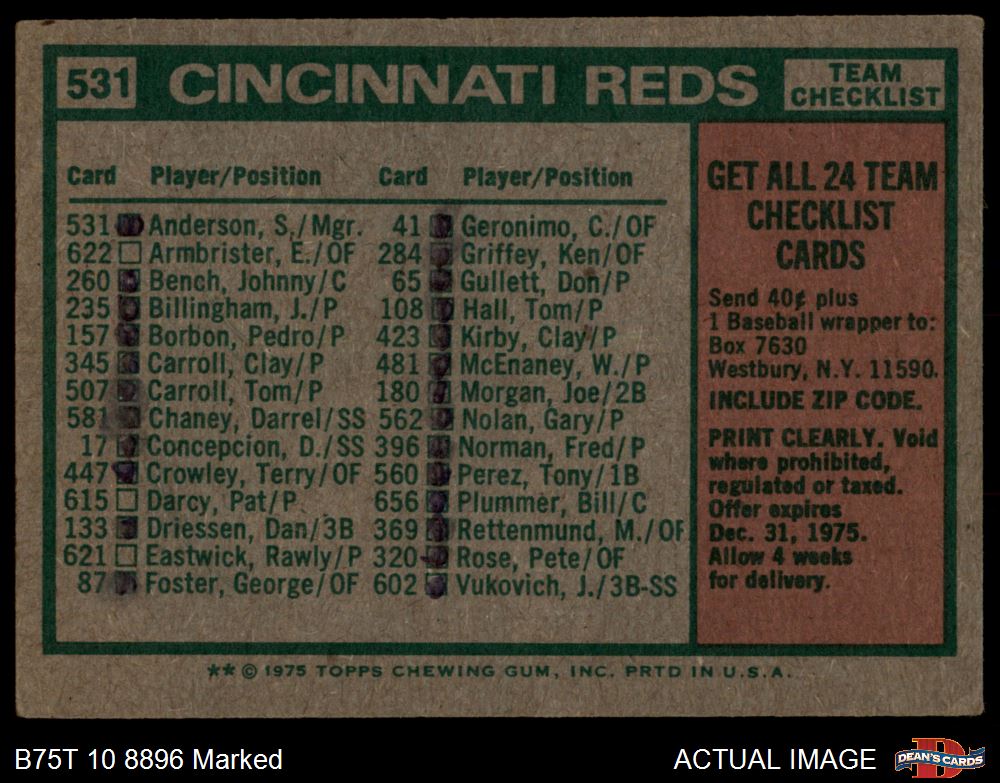 531 CINCINNATI REDS TEAM CHECKLIST
Card Player/Position Card Player/Position
531 Anderson, S./Mgr. 41 Geronimo, C./OF
622 Armbrister, E./OF 284 Griffey, Ken/OF
260 Bench, Johnny/C 65 Gullett, Don/P
235 Billingham, J./P 108 Hall, Tom/P
157 Borbon, Pedro/P 423 Kirby, Clay/P
345 Carroll, Clay/P 481 McEnaney, W./P
507 Carroll, Tom/P 180 Morgan, Joe/2B
581 Chaney, Darrel/SS 562 Nolan, Gary/P
17 Concepcion, D./SS 396 Norman, Fred/P
447 Crowley, Terry/OF 560 Perez, Tony/1B
615 Darcy, Pat/P 656 Plummer, Bill/C
133 Driessen, Dan/3B 369 Rettenmund, M./OF
621 Eastwick, Rawly/P 320 Rose, Pete/OF
87 Foster, George/OF 602 Vukovich, J./3B-SS
GET ALL 24 TEAM
CHECKLIST
CARDS
Send 40¢ plus
1 Baseball wrapper to:
Box 7630
Westbury, N.Y. 11590.
INCLUDE ZIP CODE.
PRINT CLEARLY. Void
where prohibited,
regulated or taxed.
Offer expires
Dec. 31, 1975.
Allow 4 weeks
for delivery.
** © 1975 TOPPS CHEWING GUM, INC. PRTD IN U.S.A.
B75T 10 8896 Marked
ACTUAL IMAGE
DEAN'S CARDS